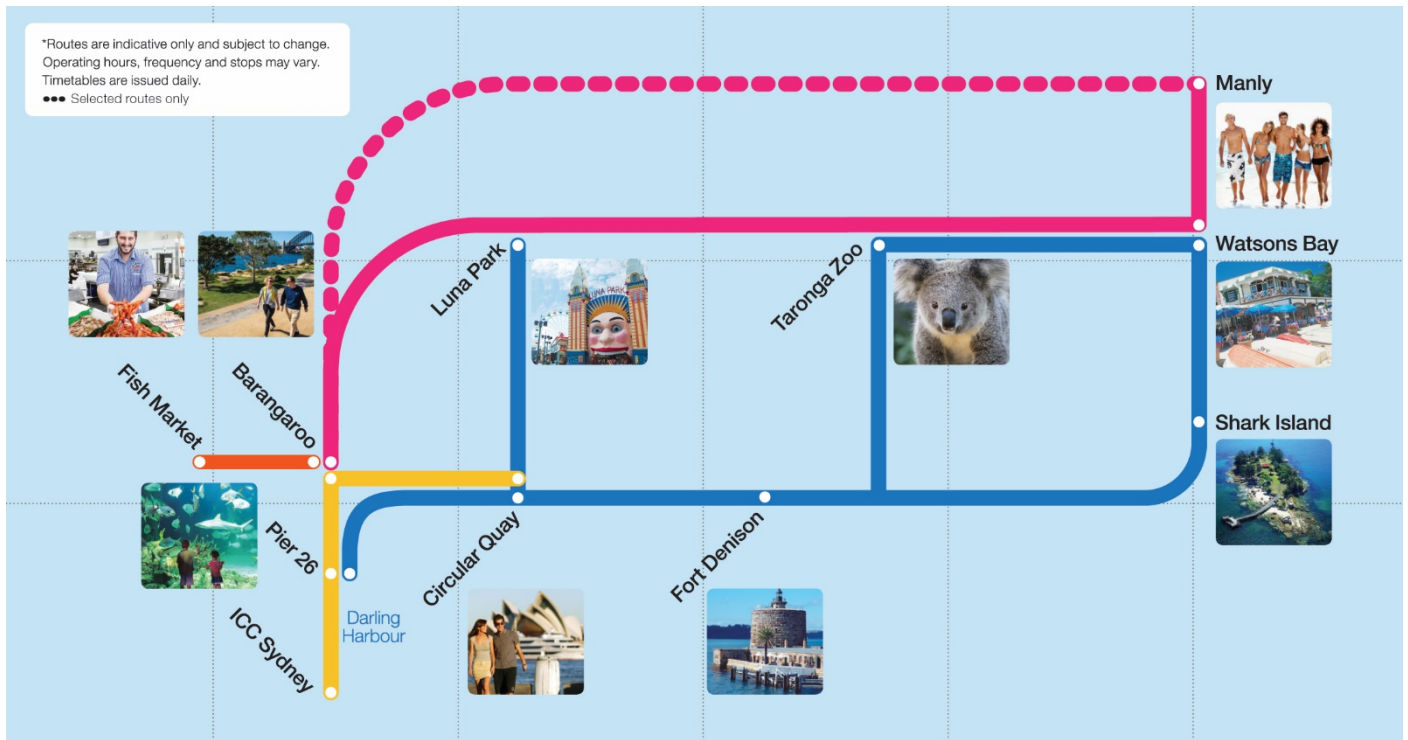 *Routes are indicative only and subject to change.
Operating hours, frequency and stops may vary.
Timetables are issued daily.
●●● Selected routes only
Manly
Luna Park
Taronga Zoo
Watsons Bay
LUNA PARK
Fish Market
Barangaroo
Shark Island
Pier 26
Circular Quay
Fort Denison
ICC Sydney
Darling
Harbour